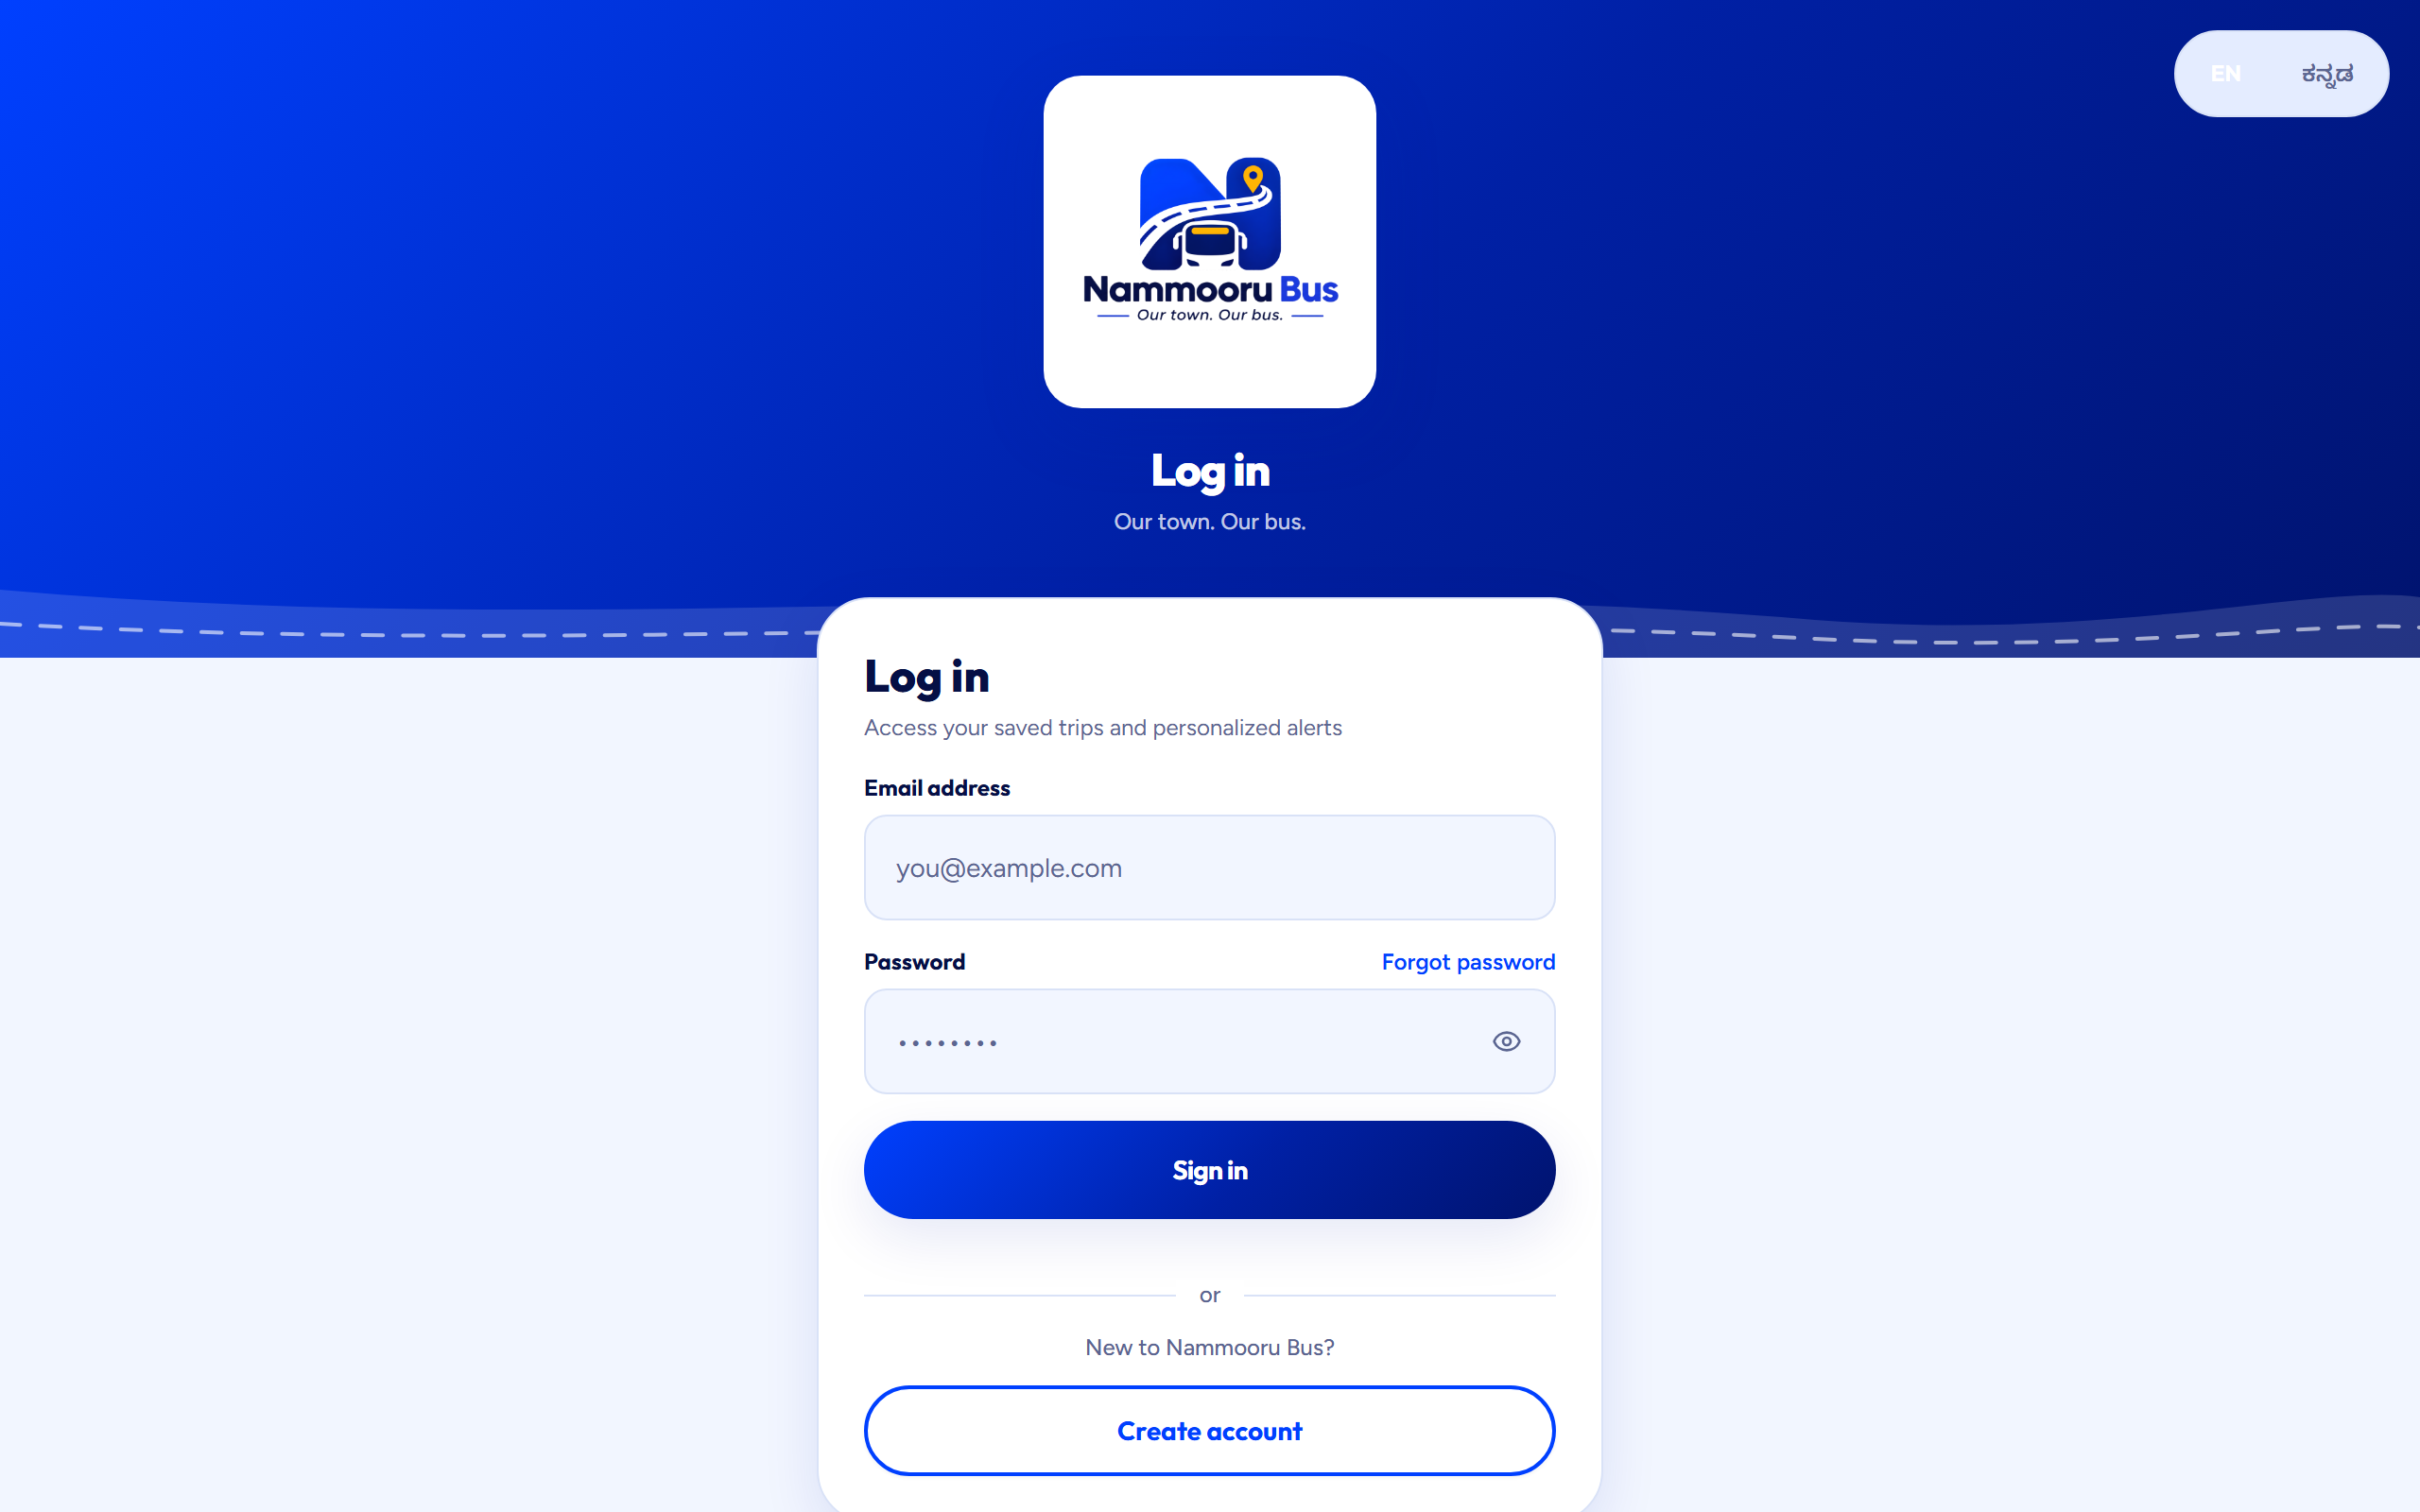 EN ಕನ್ನಡ
Nammooru Bus
Our town. Our bus.
Log in
Our town. Our bus.
Log in
Access your saved trips and personalized alerts
Email address
you@example.com
Password Forgot password
••••••••
Sign in
or
New to Nammooru Bus?
Create account